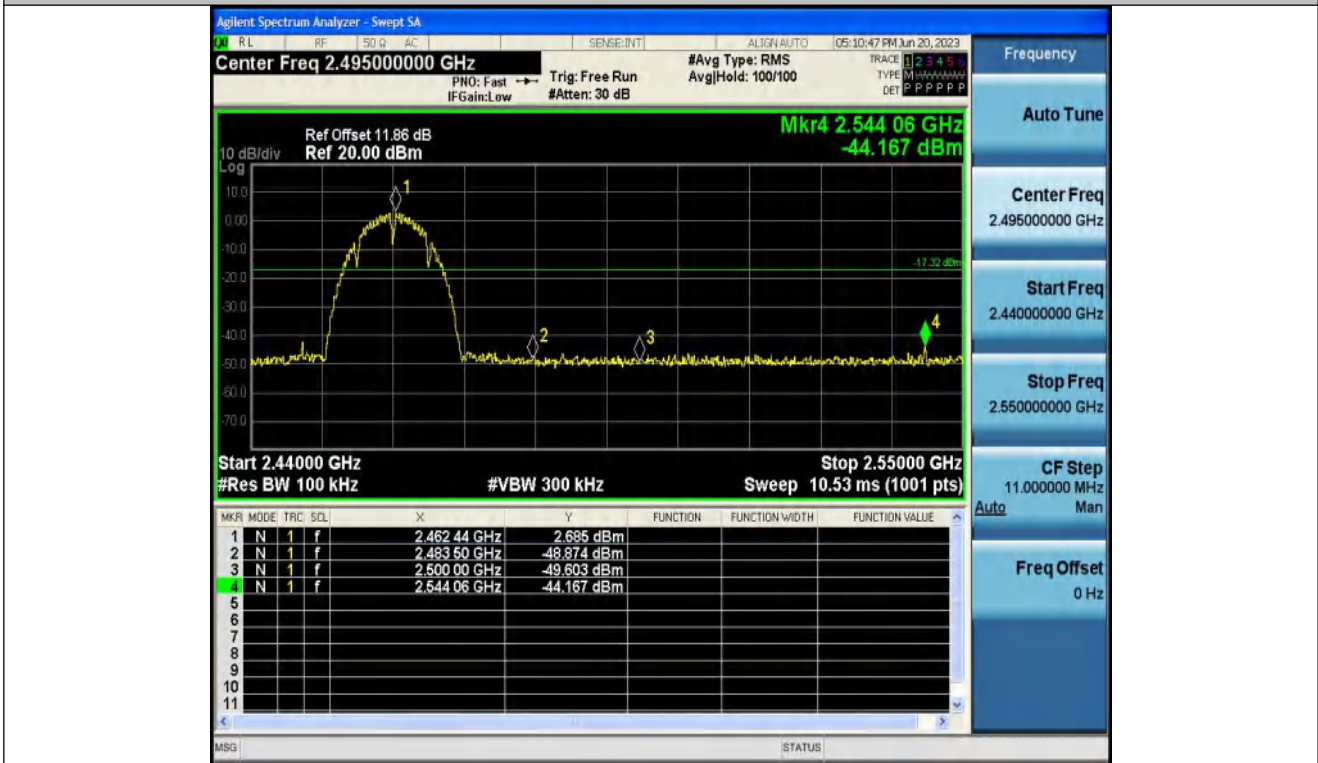 Agilent Spectrum Analyzer - Swept SA
RL RF 50 Ω AC SENSE:INT ALIGN AUTO 05:10:47 PM Jun 20, 2023
Center Freq 2.495000000 GHz
#Avg Type: RMS
TRACE 1 2 3 4 5 6
PNO: Fast
Trig: Free Run
Avg|Hold: 100/100
TYPE M
IFGain:Low
#Atten: 30 dB
DET P P P P P P
Mkr4 2.544 06 GHz
-44.167 dBm
Ref Offset 11.86 dB
10 dB/div Ref 20.00 dBm
Log
10.0
0.00
-10.0
-20.0
-30.0
-40.0
-50.0
-60.0
-70.0
1
2
3
4
-17.32 dBm
Start 2.44000 GHz Stop 2.55000 GHz
#Res BW 100 kHz #VBW 300 kHz Sweep 10.53 ms (1001 pts)
MKR MODE TRC SCL X Y FUNCTION FUNCTION WIDTH FUNCTION VALUE
1 N 1 f 2.462 44 GHz 2.685 dBm
2 N 1 f 2.483 50 GHz -48.874 dBm
3 N 1 f 2.500 00 GHz -49.603 dBm
4 N 1 f 2.544 06 GHz -44.167 dBm
5
6
7
8
9
10
11
MSG STATUS
Frequency
Auto Tune
Center Freq
2.495000000 GHz
Start Freq
2.440000000 GHz
Stop Freq
2.550000000 GHz
CF Step
11.000000 MHz
Auto Man
Freq Offset
0 Hz